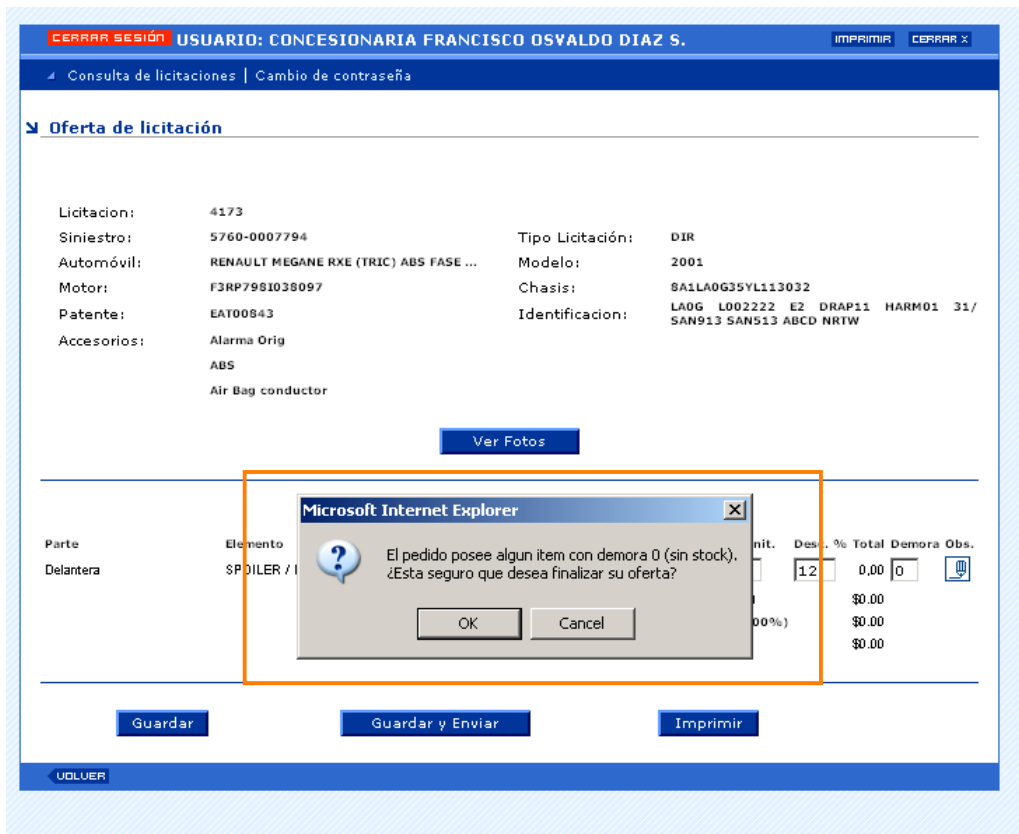 CERRAR SESIÓN USUARIO: CONCESIONARIA FRANCISCO OSVALDO DIAZ S. IMPRIMIR CERRAR X
Consulta de licitaciones | Cambio de contraseña
Oferta de licitación
Licitacion: 4173
Siniestro: 5760-0007794 Tipo Licitación: DIR
Automóvil: RENAULT MEGANE RXE (TRIC) ABS FASE ... Modelo: 2001
Motor: F3RP798I038097 Chasis: 8A1LA0G35YL113032
Patente: EAT00843 Identificacion: LA0G L002222 E2 DRAP11 HARM01 31/
SAN913 SAN513 ABCD NRTW
Accesorios: Alarma Orig
ABS
Air Bag conductor
Ver Fotos
Microsoft Internet Explorer
El pedido posee algun item con demora 0 (sin stock).
¿Esta seguro que desea finalizar su oferta?
OK Cancel
Parte Elemento nit. Desc. % Total Demora Obs.
Delantera SPOILER / 12 0,00 0
$0.00
00%) $0.00
$0.00
Guardar Guardar y Enviar Imprimir
VOLVER